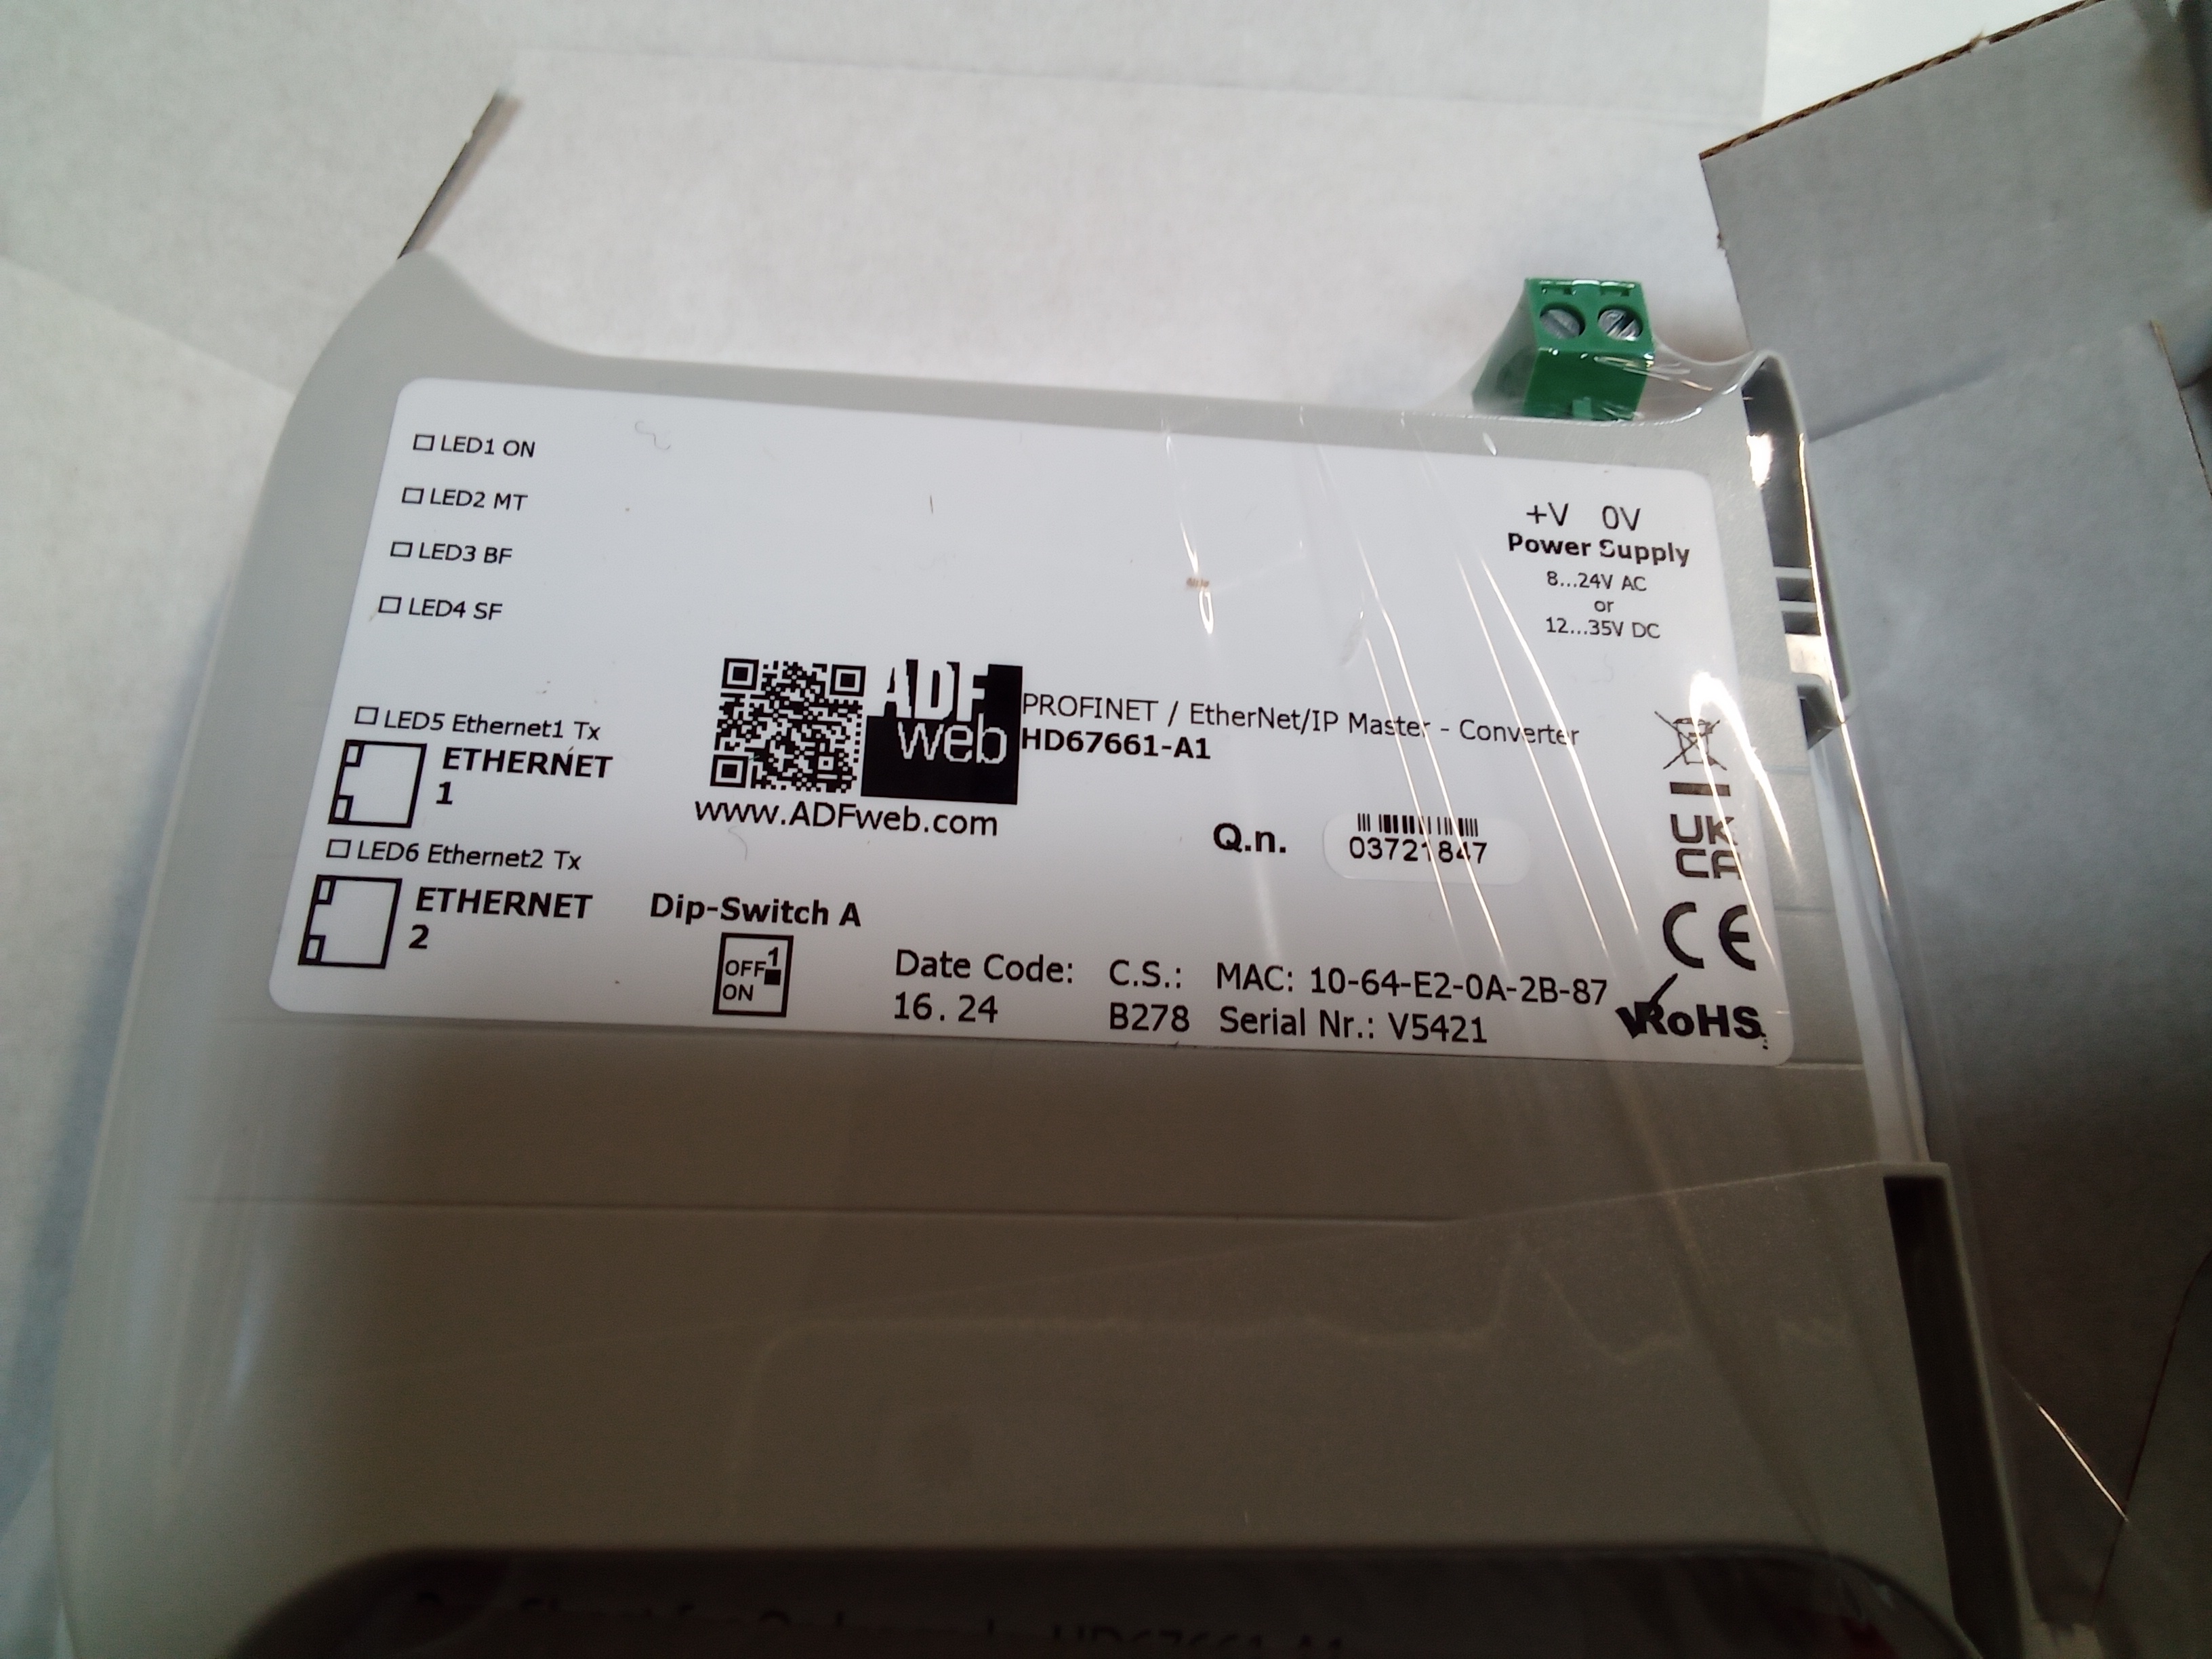 LED1 ON
LED2 MT
LED3 BF
LED4 SF
+V 0V
Power Supply
8...24V AC
or
12...35V DC
LED5 Ethernet1 Tx
ETHERNET
1
LED6 Ethernet2 Tx
ETHERNET
2
ADF
web
www.ADFweb.com
PROFINET / EtherNet/IP Master - Converter
HD67661-A1
Q.n.
03721847
Dip-Switch A
1
OFF
ON
Date Code:
16.24
C.S.:
B278
MAC: 10-64-E2-0A-2B-87
Serial Nr.: V5421
UK
CA
CE
RoHS